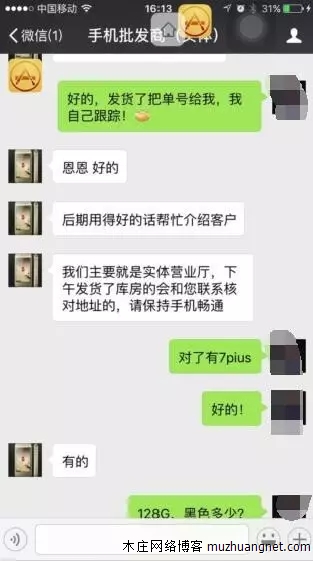 中国移动
16:13
89%
微信(1)
手机批发商
好的，发货了把单号给我，我
自己跟踪！
恩恩 好的
后期用得好的话帮忙介绍客户
我们主要就是实体营业厅，下
午发货了库房的会和您联系核
对地址的，请保持手机畅通
对了有7pius
好的！
有的
128G，黑色多少？
木庄网络博客 muzhuangnet.com